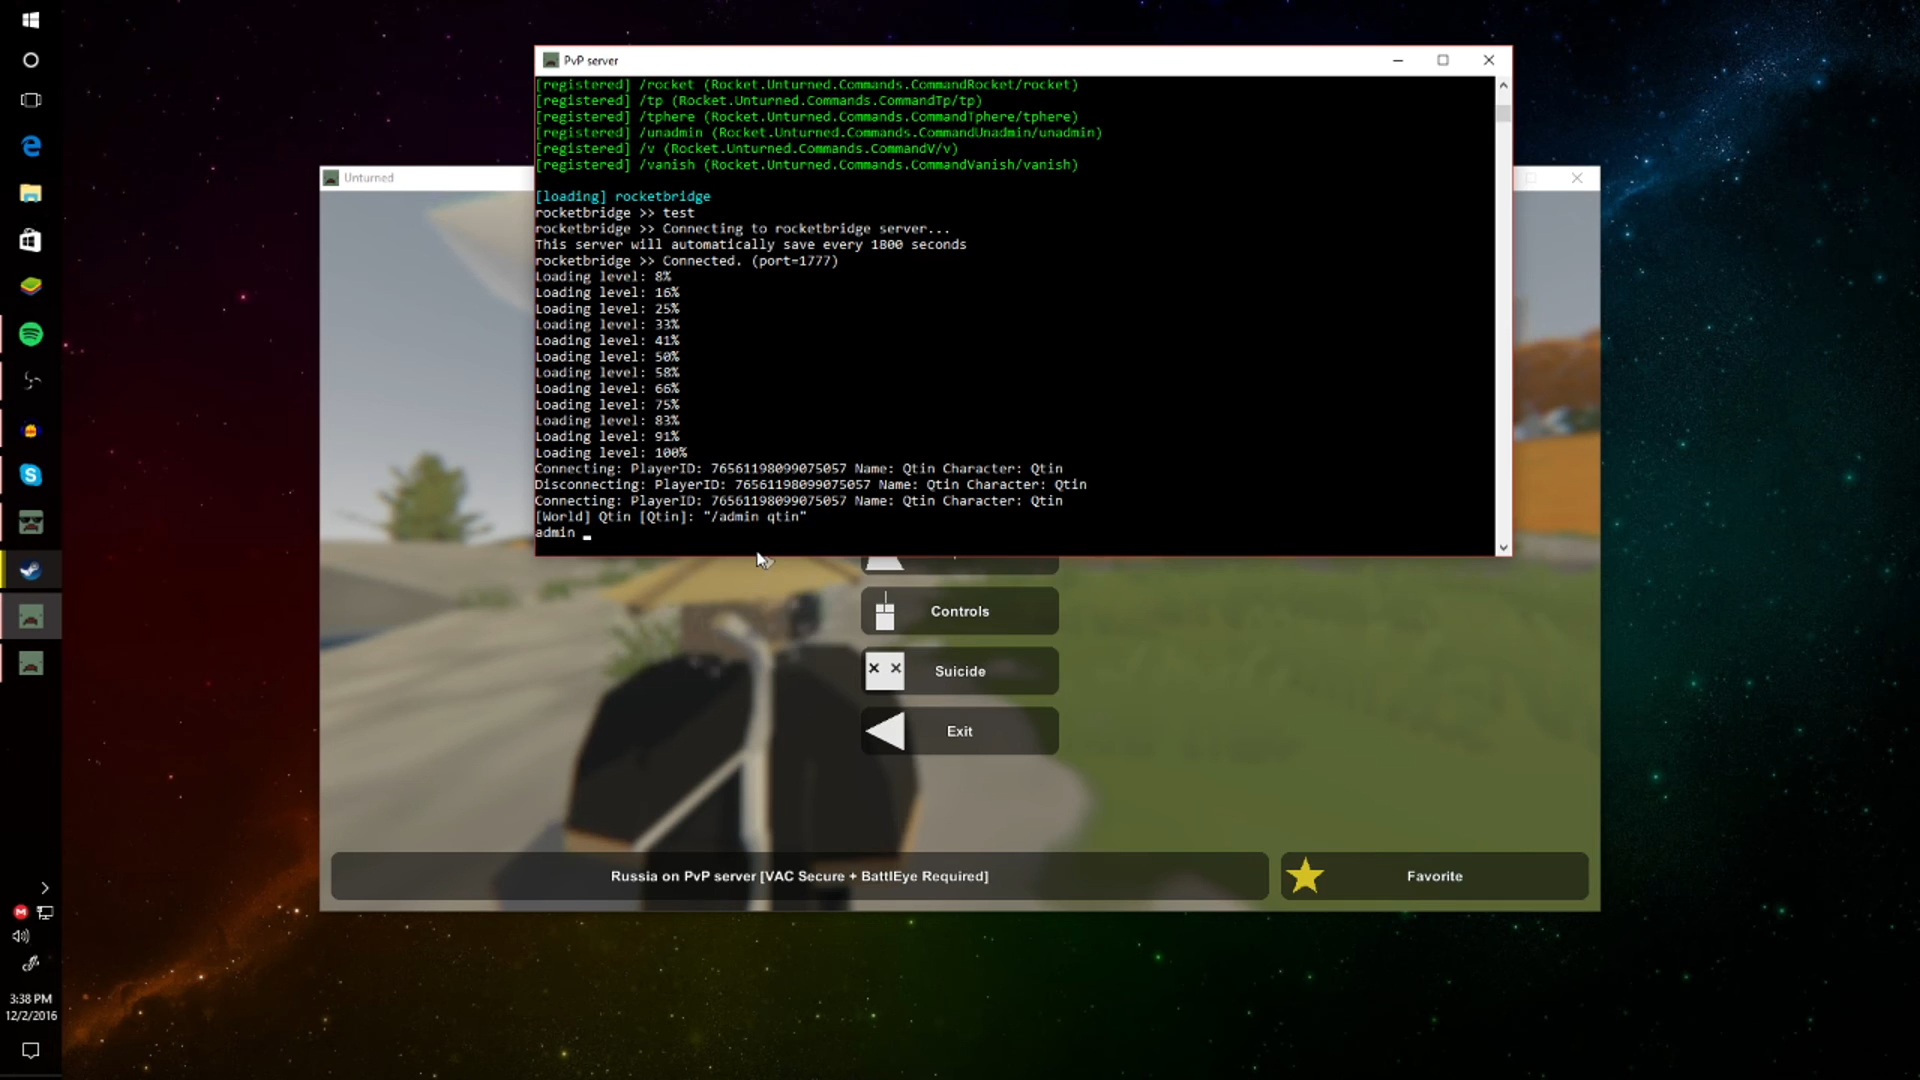 PvP server
[registered] /rocket (Rocket.Unturned.Commands.CommandRocket/rocket)
[registered] /tp (Rocket.Unturned.Commands.CommandTp/tp)
[registered] /tphere (Rocket.Unturned.Commands.CommandTphere/tphere)
[registered] /unadmin (Rocket.Unturned.Commands.CommandUnadmin/unadmin)
[registered] /v (Rocket.Unturned.Commands.CommandV/v)
[registered] /vanish (Rocket.Unturned.Commands.CommandVanish/vanish)
[loading] rocketbridge
rocketbridge >> test
rocketbridge >> Connecting to rocketbridge server...
This server will automatically save every 1800 seconds
rocketbridge >> Connected. (port=1777)
Loading level: 8%
Loading level: 16%
Loading level: 25%
Loading level: 33%
Loading level: 41%
Loading level: 50%
Loading level: 58%
Loading level: 66%
Loading level: 75%
Loading level: 83%
Loading level: 91%
Loading level: 100%
Connecting: PlayerID: 76561198099075057 Name: Qtin Character: Qtin
Disconnecting: PlayerID: 76561198099075057 Name: Qtin Character: Qtin
Connecting: PlayerID: 76561198099075057 Name: Qtin Character: Qtin
[World] Qtin [Qtin]: "/admin qtin"
admin
Unturned
Controls
Suicide
Exit
Russia on PvP server [VAC Secure + BattlEye Required]
Favorite
3:38 PM
12/2/2016